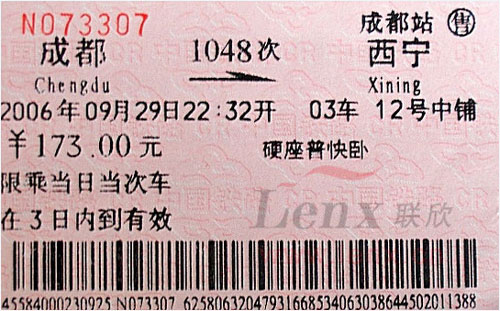 N073307 成都站 售
成都 1048次 西宁
Chengdu Xining
2006年09月29日22:32开 03车 12号中铺
￥173.00元 硬座普快卧
限乘当日当次车
在3日内到有效
Lenx 联欣
45584000230925 N073307 62580632047931668534063038644502011388